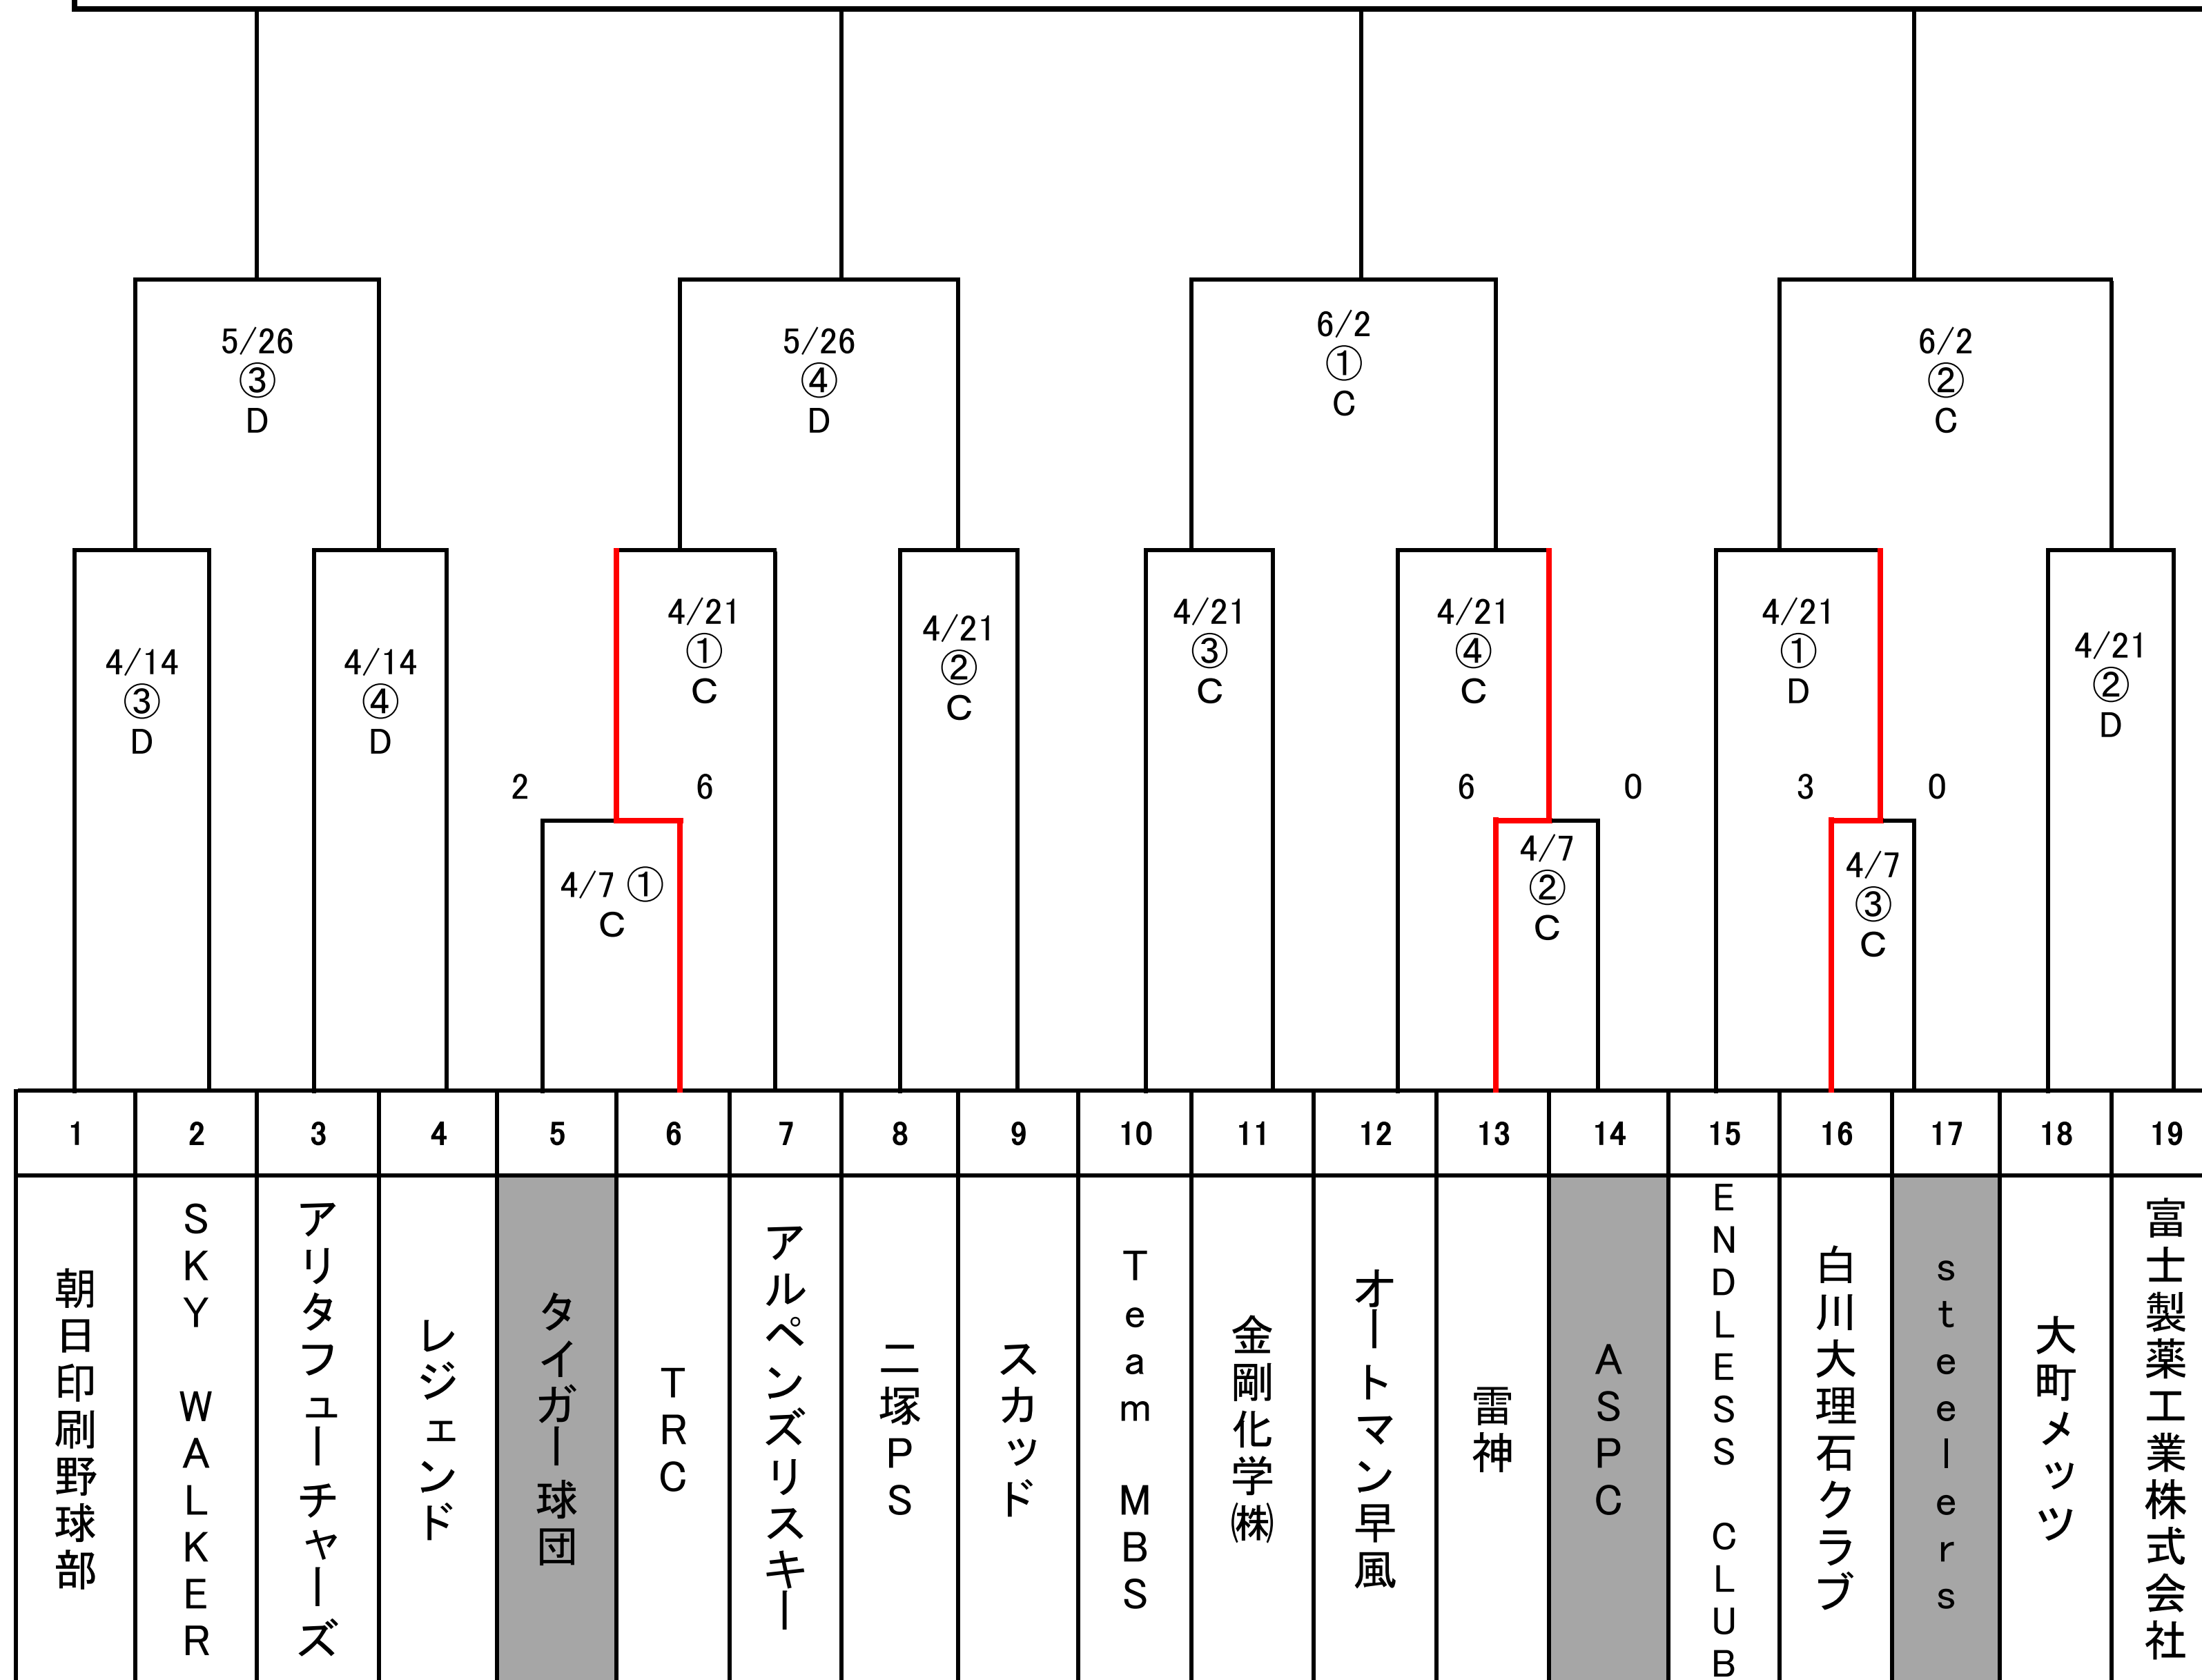 5/26
③
D
5/26
④
D
6/2
①
C
6/2
②
C
4/14
③
D
4/14
④
D
4/21
①
C
4/21
②
C
4/21
③
C
4/21
④
C
4/21
①
D
4/21
②
D
2
6
6
0
3
0
4/7 ①
C
4/7
②
C
4/7
③
C
1
2
3
4
5
6
7
8
9
10
11
12
13
14
15
16
17
18
19
朝日印刷野球部
SKY WALKER
アリタフューチャーズ
レジェンド
タイガー球団
TRC
アルペンズリスキー
二塚PS
スカッド
Team MBS
金剛化学㈱
オートマン早風
雷神
ASPC
ENDLESS CLUB
白川大理石クラブ
steelers
大町メッツ
富士製薬工業株式会社